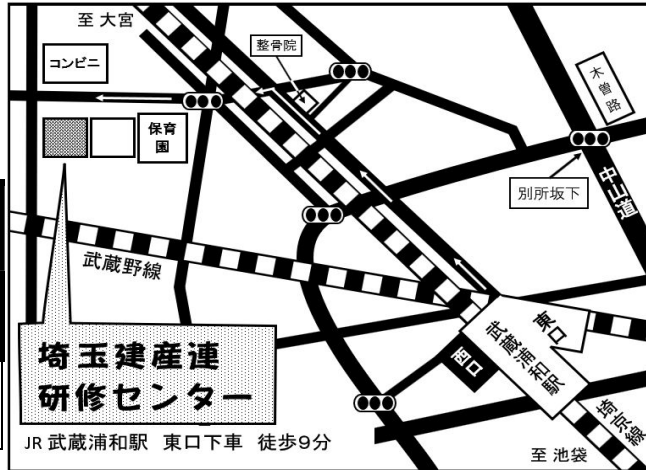 至 大宮
整骨院
コンビニ
木曽路
保育
園
別所坂下
中山道
武蔵野線
東口
武蔵浦和駅
西口
埼玉建産連
研修センター
埼京線
JR 武蔵浦和駅 東口下車 徒歩9分
至 池袋